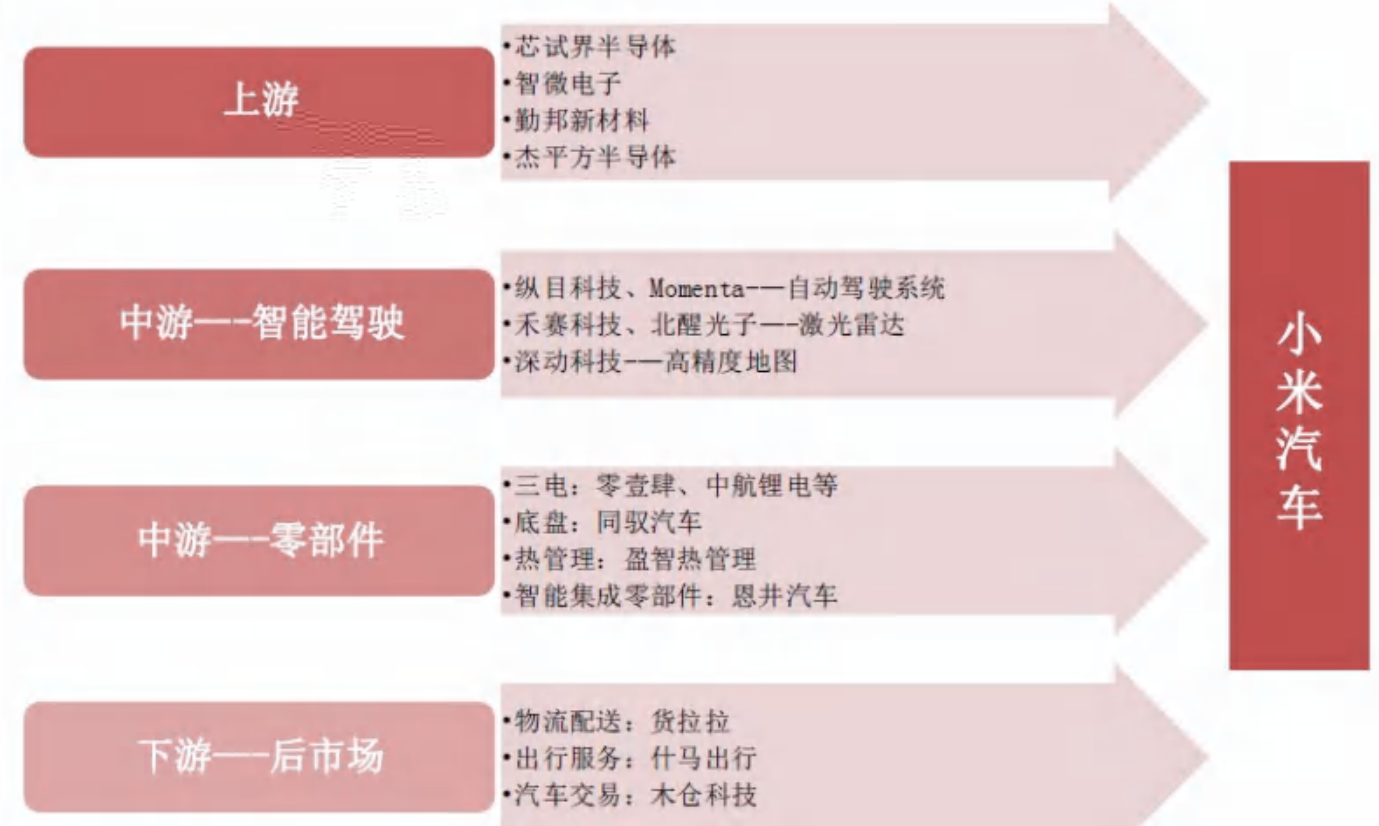 上游
•芯试界半导体
•智微电子
•勤邦新材料
•杰平方半导体
中游——-智能驾驶
•纵目科技、Momenta-——自动驾驶系统
•禾赛科技、北醒光子——-激光雷达
•深动科技-——高精度地图
中游——-零部件
•三电：零壹肆、中航锂电等
•底盘：同驭汽车
•热管理：盈智热管理
•智能集成零部件：恩井汽车
下游——-后市场
•物流配送：货拉拉
•出行服务：什马出行
•汽车交易：木仓科技
小米汽车